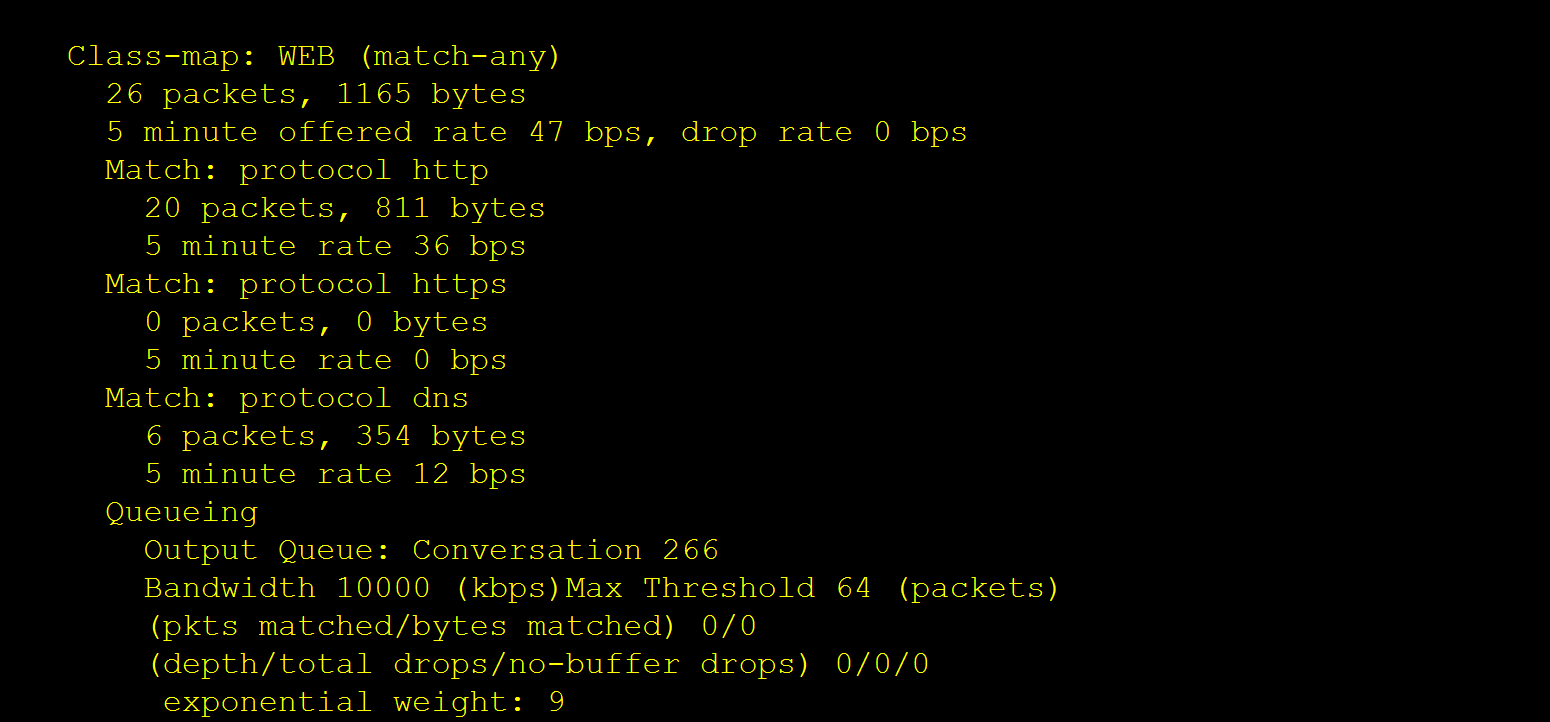 Class-map: WEB (match-any)
26 packets, 1165 bytes
5 minute offered rate 47 bps, drop rate 0 bps
Match: protocol http
20 packets, 811 bytes
5 minute rate 36 bps
Match: protocol https
0 packets, 0 bytes
5 minute rate 0 bps
Match: protocol dns
6 packets, 354 bytes
5 minute rate 12 bps
Queueing
Output Queue: Conversation 266
Bandwidth 10000 (kbps)Max Threshold 64 (packets)
(pkts matched/bytes matched) 0/0
(depth/total drops/no-buffer drops) 0/0/0
exponential weight: 9